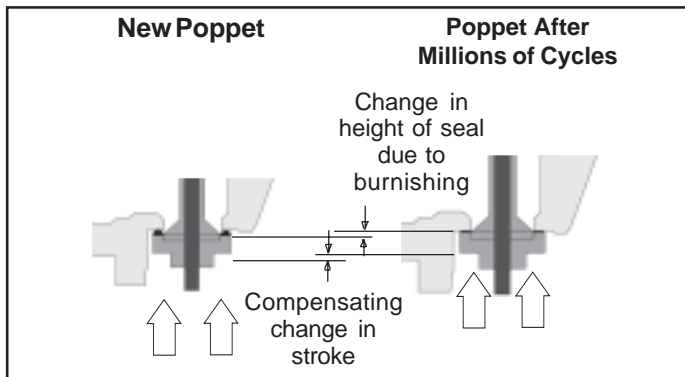 New Poppet
Poppet After
Millions of Cycles
Change in
height of seal
due to
burnishing
Compensating
change in
stroke